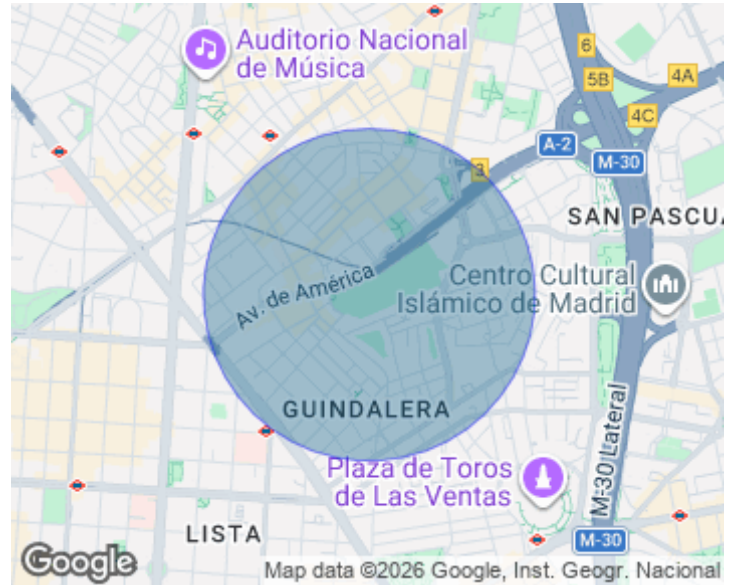 Auditorio Nacional
de Música
6
5B
4A
4C
A-2
M-30
3
SAN PASCUA
Av. de América
Centro Cultural
Islámico de Madrid
GUINDALERA
Plaza de Toros
de Las Ventas
M-30 Lateral
LISTA
M-30
Google
Map data ©2026 Google, Inst. Geogr. Nacional